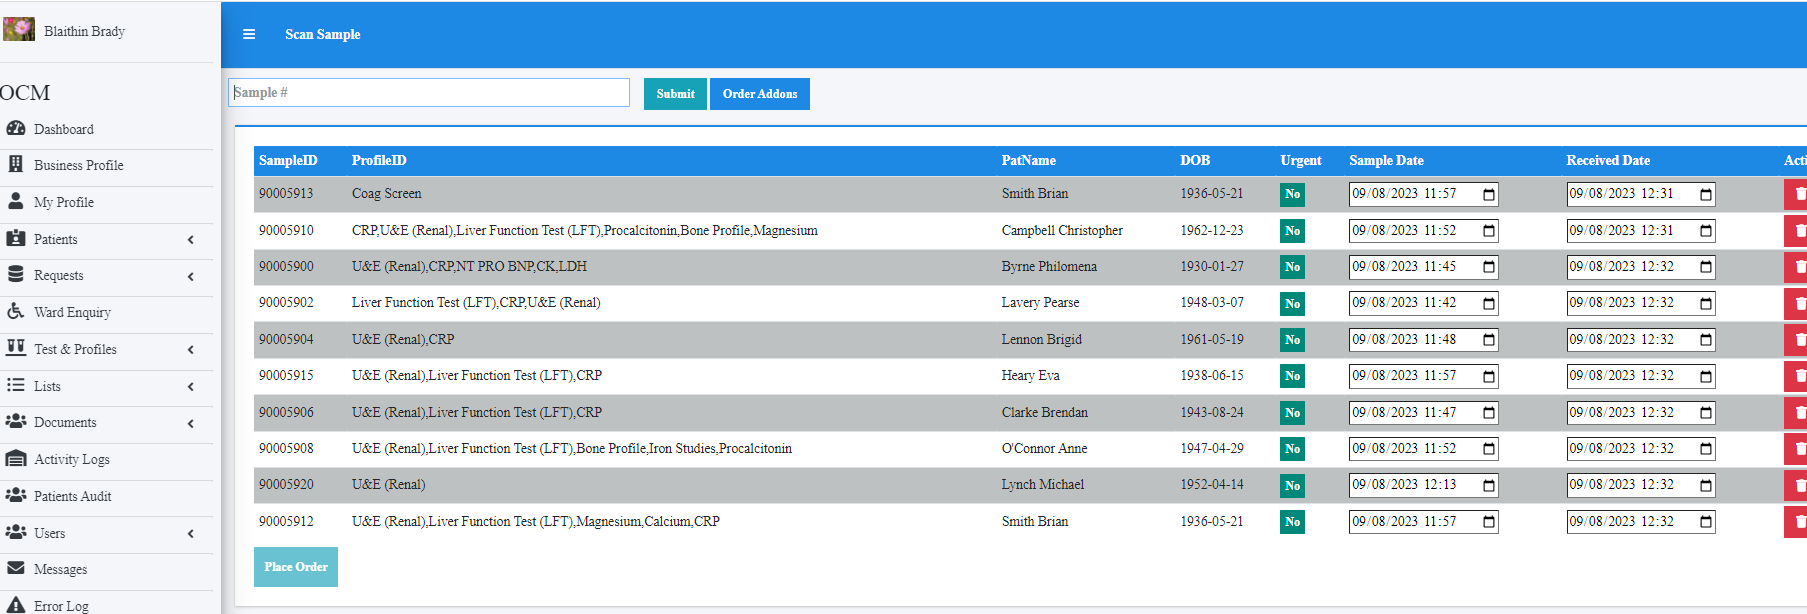 Blaithin Brady
Scan Sample
OCM
Dashboard
Business Profile
My Profile
Patients
Requests
Ward Enquiry
Test & Profiles
Lists
Documents
Activity Logs
Patients Audit
Users
Messages
Error Log
Sample #
Submit
Order Addons
SampleID ProfileID PatName DOB Urgent Sample Date Received Date Acti
90005913 Coag Screen Smith Brian 1936-05-21 No 09/08/2023 11:57 09/08/2023 12:31
90005910 CRP,U&E (Renal),Liver Function Test (LFT),Procalcitonin,Bone Profile,Magnesium Campbell Christopher 1962-12-23 No 09/08/2023 11:52 09/08/2023 12:31
90005900 U&E (Renal),CRP,NT PRO BNP,CK,LDH Byrne Philomena 1930-01-27 No 09/08/2023 11:45 09/08/2023 12:32
90005902 Liver Function Test (LFT),CRP,U&E (Renal) Lavery Pearse 1948-03-07 No 09/08/2023 11:42 09/08/2023 12:32
90005904 U&E (Renal),CRP Lennon Brigid 1961-05-19 No 09/08/2023 11:48 09/08/2023 12:32
90005915 U&E (Renal),Liver Function Test (LFT),CRP Heary Eva 1938-06-15 No 09/08/2023 11:57 09/08/2023 12:32
90005906 U&E (Renal),Liver Function Test (LFT),CRP Clarke Brendan 1943-08-24 No 09/08/2023 11:47 09/08/2023 12:32
90005908 U&E (Renal),Liver Function Test (LFT),Bone Profile,Iron Studies,Procalcitonin O'Connor Anne 1947-04-29 No 09/08/2023 11:52 09/08/2023 12:32
90005920 U&E (Renal) Lynch Michael 1952-04-14 No 09/08/2023 12:13 09/08/2023 12:32
90005912 U&E (Renal),Liver Function Test (LFT),Magnesium,Calcium,CRP Smith Brian 1936-05-21 No 09/08/2023 11:57 09/08/2023 12:32
Place Order